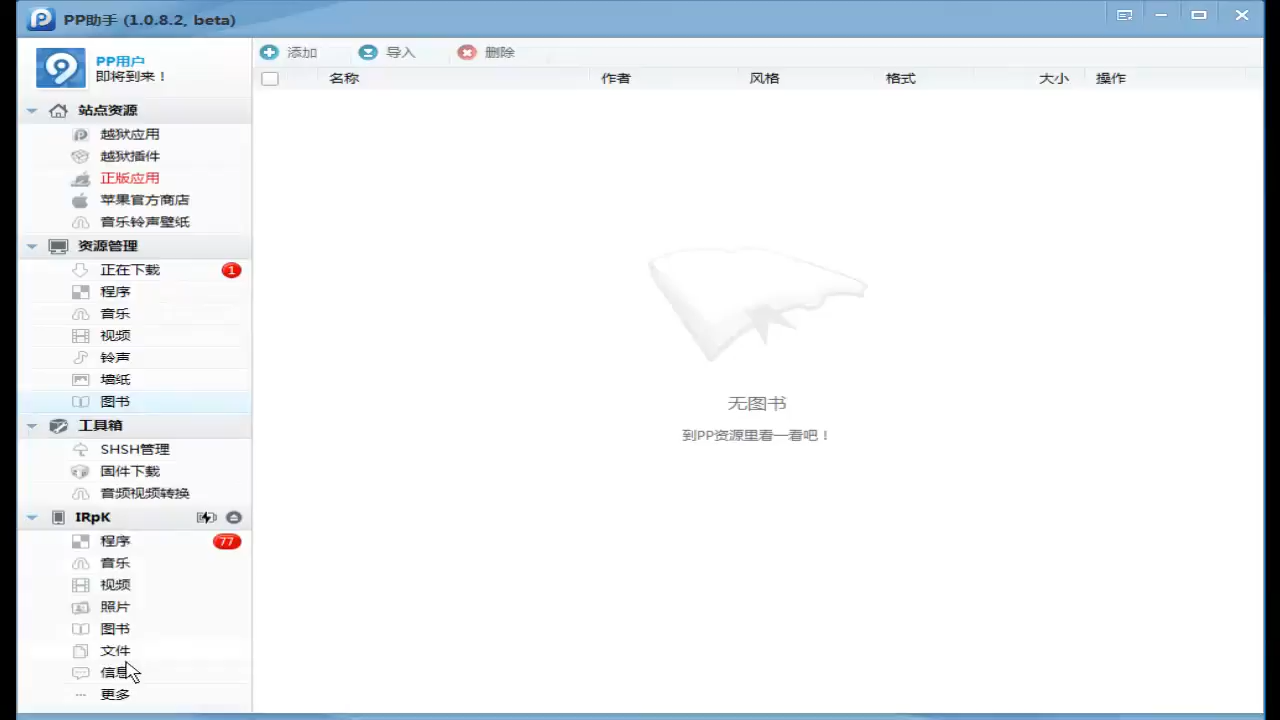 PP助手 (1.0.8.2, beta)
PP用户
即将到来！
站点资源
越狱应用
越狱插件
正版应用
苹果官方商店
音乐铃声壁纸
资源管理
正在下载 1
程序
音乐
视频
铃声
墙纸
图书
工具箱
SHSH管理
固件下载
音频视频转换
IRpK
程序 77
音乐
视频
照片
图书
文件
信息
更多
添加 导入 删除
名称 作者 风格 格式 大小 操作
无图书
到PP资源里看一看吧！